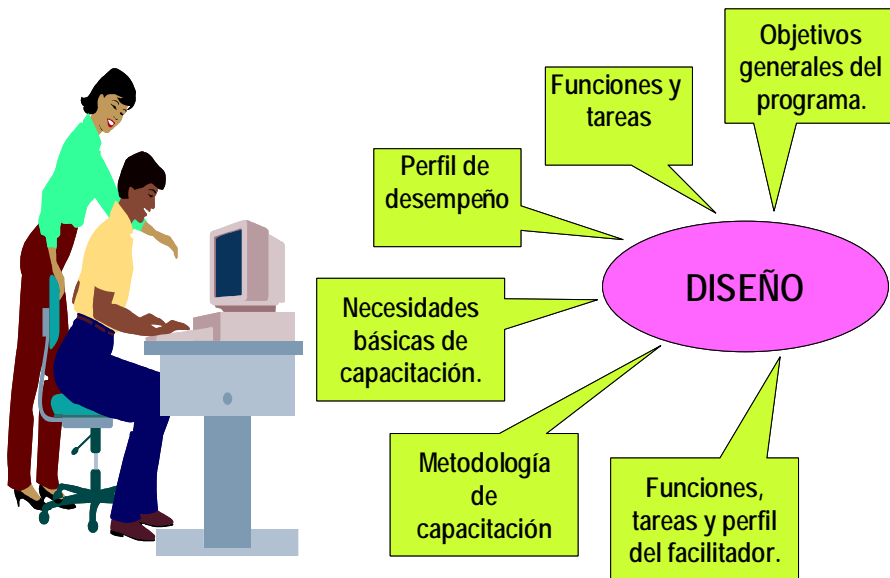 Objetivos
generales del
programa.
Funciones y
tareas
Perfil de
desempeño
DISEÑO
Necesidades
básicas de
capacitación.
Metodología
de
capacitación
Funciones,
tareas y perfil
del facilitador.